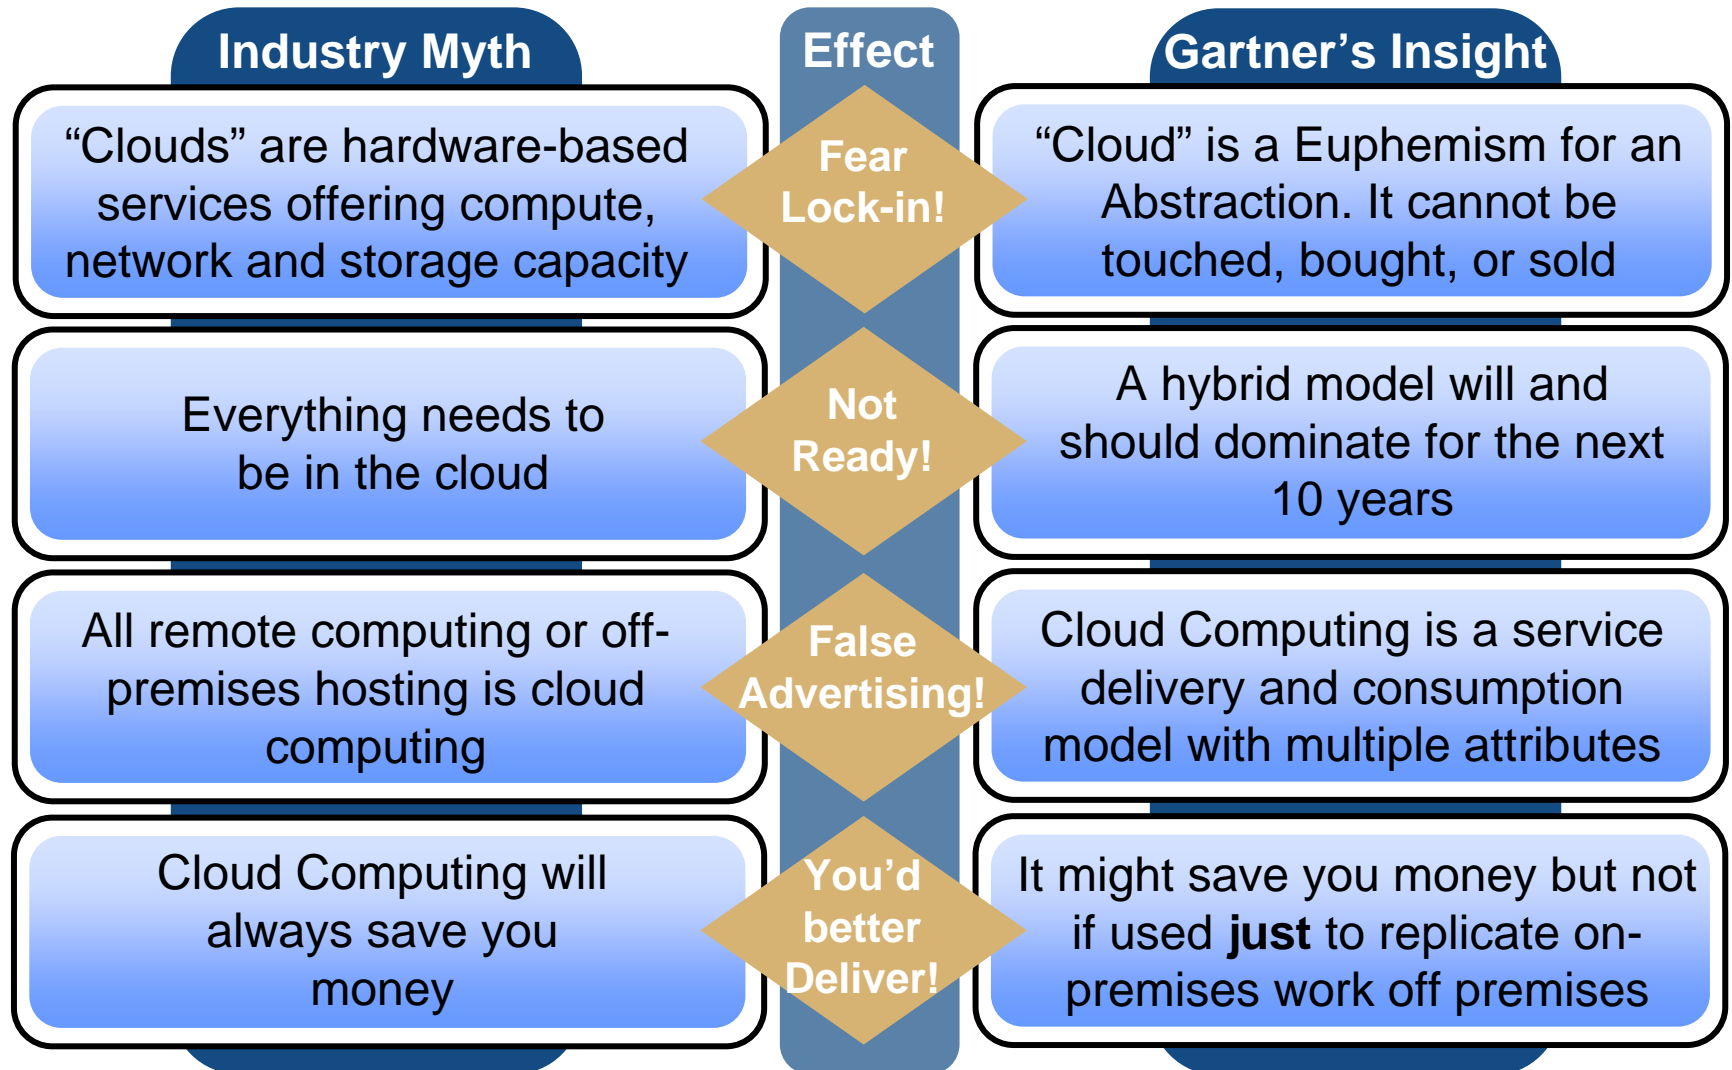 Industry Myth
Effect
Gartner’s Insight
“Clouds” are hardware-based
services offering compute,
network and storage capacity
Fear
Lock-in!
“Cloud” is a Euphemism for an
Abstraction. It cannot be
touched, bought, or sold
Everything needs to
be in the cloud
Not
Ready!
A hybrid model will and
should dominate for the next
10 years
All remote computing or off-
premises hosting is cloud
computing
False
Advertising!
Cloud Computing is a service
delivery and consumption
model with multiple attributes
Cloud Computing will
always save you
money
You’d
better
Deliver!
It might save you money but not
if used just to replicate on-
premises work off premises